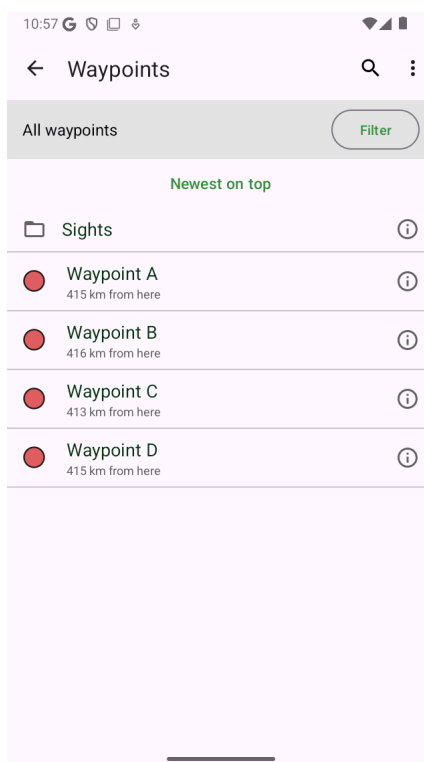 10:57
Waypoints
All waypoints
Filter
Newest on top
Sights
Waypoint A
415 km from here
Waypoint B
416 km from here
Waypoint C
413 km from here
Waypoint D
415 km from here